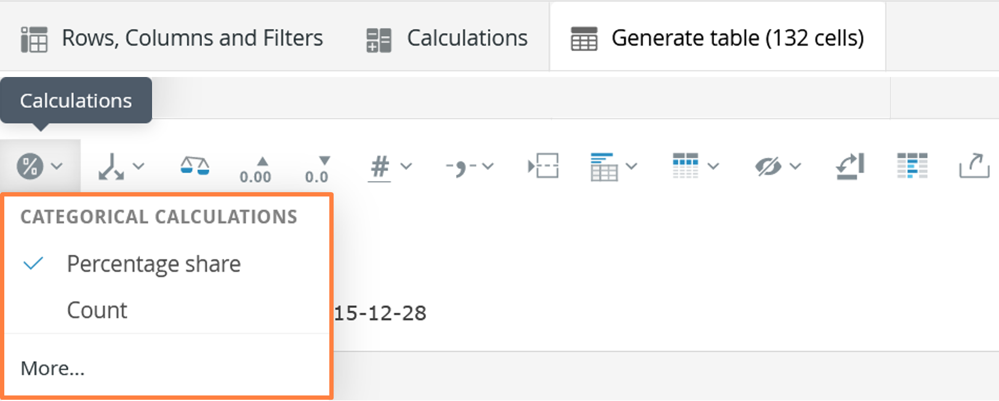 Rows, Columns and Filters
Calculations
Generate table (132 cells)
Calculations
%
0.00
0.0
#
-,-
CATEGORICAL CALCULATIONS
Percentage share
Count
15-12-28
More...